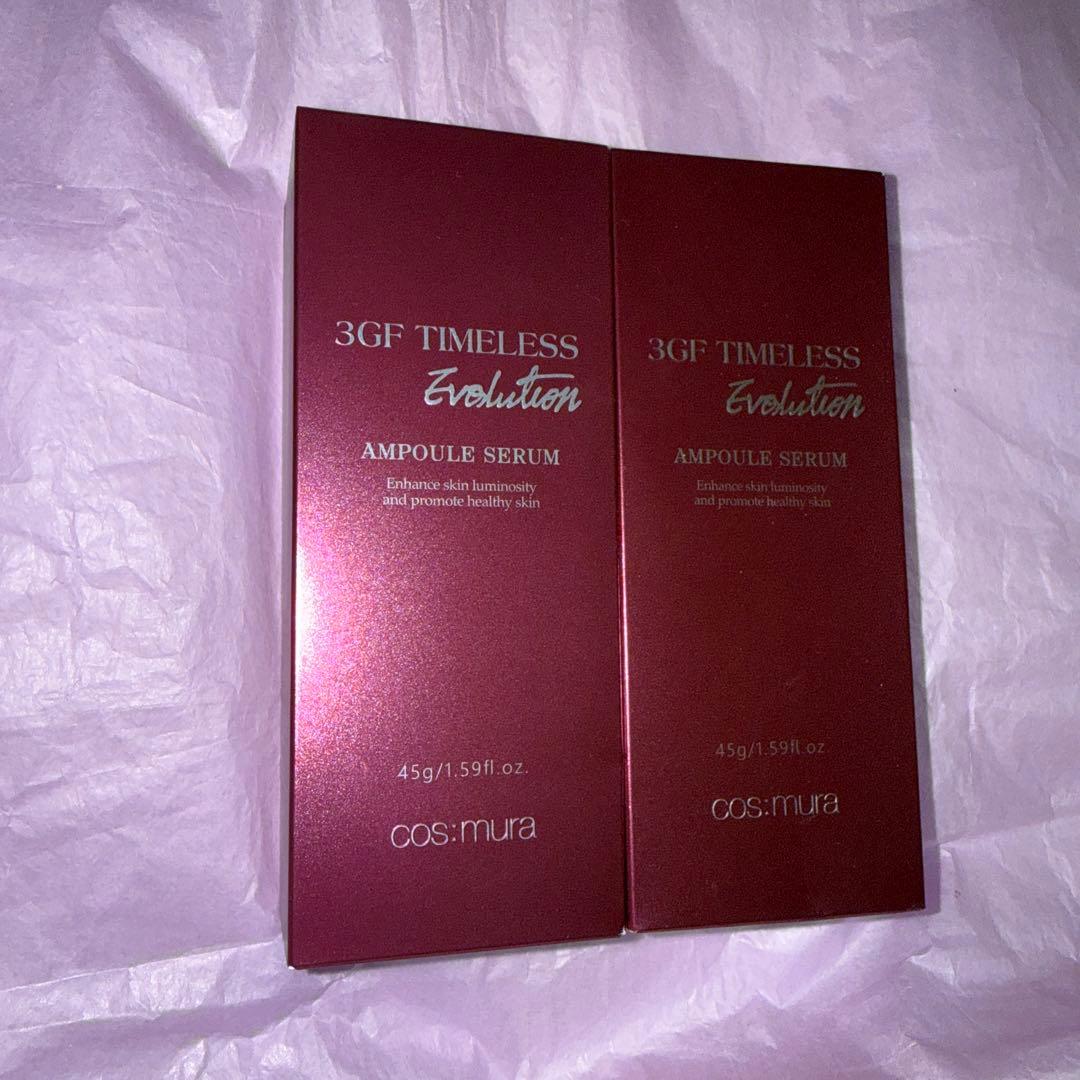 3GF TIMELESS
Evolution
AMPOULE SERUM
Enhance skin luminosity
and promote healthy skin
45g/1.59fl.oz.
cos:mura
3GF TIMELESS
Evolution
AMPOULE SERUM
Enhance skin luminosity
and promote healthy skin
45g/1.59fl.oz.
cos:mura